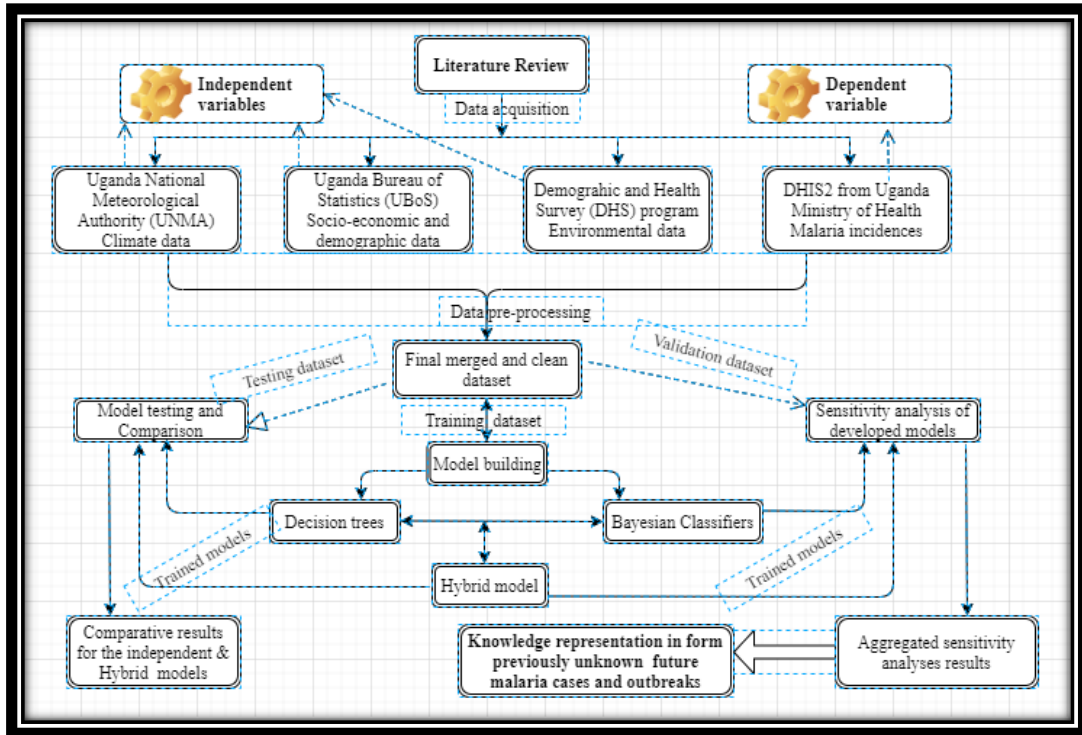 Literature Review
Independent
variables
Dependent
variable
Data acquisition
Uganda National
Meteorological
Authority (UNMA)
Climate data
Uganda Bureau of
Statistics (UBoS)
Socio-economic and
demographic data
Demograhic and Health
Survey (DHS) program
Environmental data
DHIS2 from Uganda
Ministry of Health
Malaria incidences
Data pre-processing
Testing dataset
Final merged and clean
dataset
Validation dataset
Model testing and
Comparison
Training dataset
Sensitivity analysis of
developed models
Model building
Decision trees
Bayesian Classifiers
Trained models
Trained models
Hybrid model
Comparative results
for the independent &
Hybrid models
Knowledge representation in form
previously unknown future
malaria cases and outbreaks
Aggregated sensitivity
analyses results